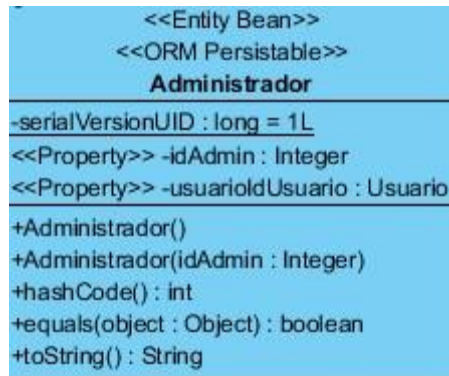 <<Entity Bean>>
<<ORM Persistable>>
Administrador
-serialVersionUID : long = 1L
<<Property>> -idAdmin : Integer
<<Property>> -usuarioIdUsuario : Usuario
+Administrador()
+Administrador(idAdmin : Integer)
+hashCode() : int
+equals(object : Object) : boolean
+toString() : String